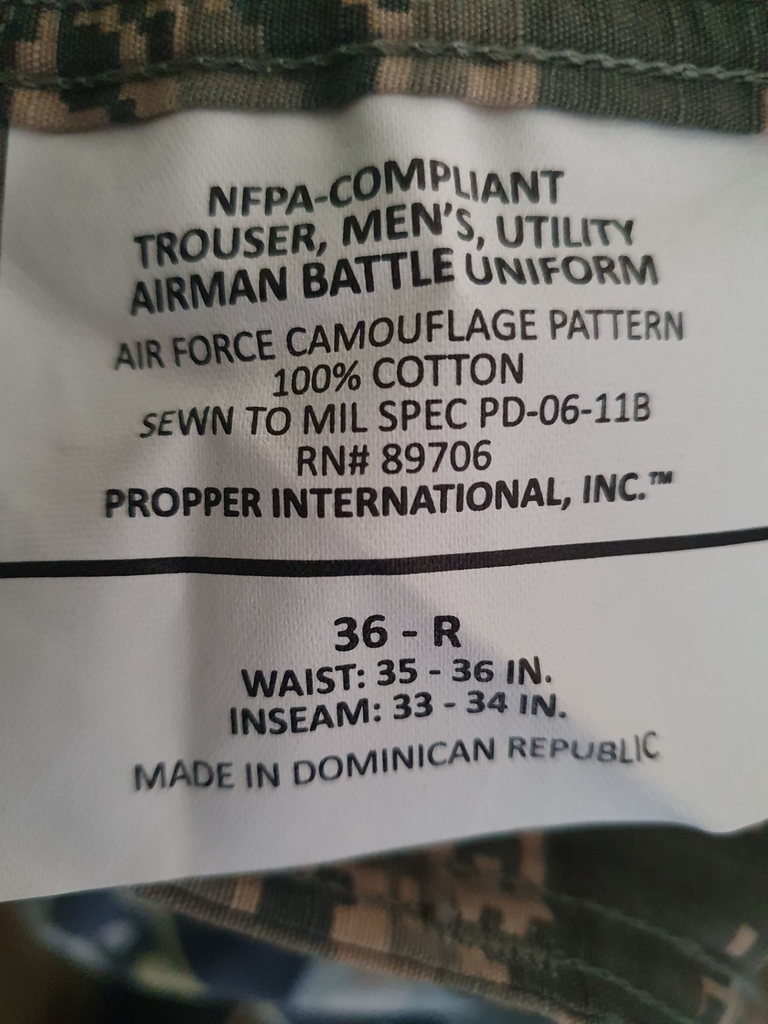 NFPA-COMPLIANT
TROUSER, MEN'S, UTILITY
AIRMAN BATTLE UNIFORM
AIR FORCE CAMOUFLAGE PATTERN
100% COTTON
SEWN TO MIL SPEC PD-06-11B
RN# 89706
PROPPER INTERNATIONAL, INC.™
36 - R
WAIST: 35 - 36 IN.
INSEAM: 33 - 34 IN.
MADE IN DOMINICAN REPUBLIC